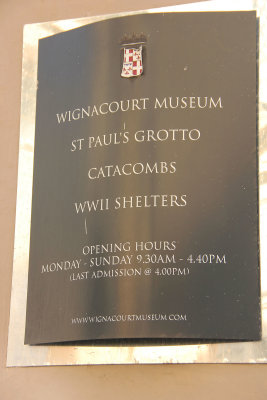 WIGNACOURT MUSEUM
ST PAUL'S GROTTO
CATACOMBS
WWII SHELTERS
OPENING HOURS
MONDAY - SUNDAY 9.30AM - 4.40PM
(LAST ADMISSION @ 4.00PM)
WWW.WIGNACOURTMUSEUM.COM